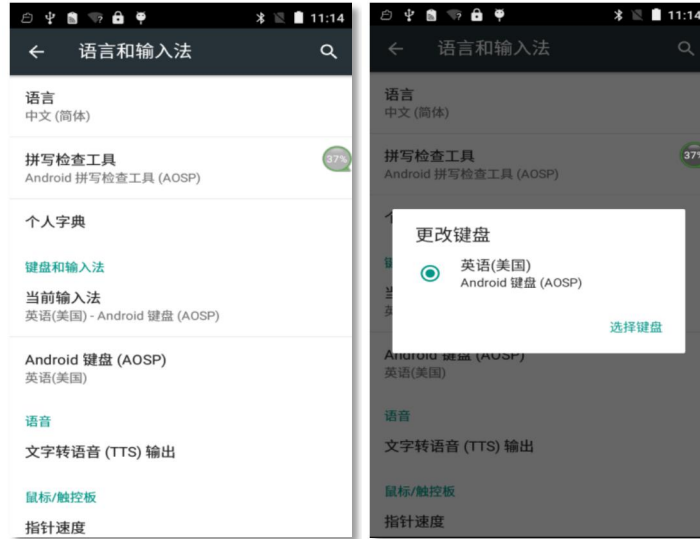 11:14
语言和输入法
语言
中文 (简体)
拼写检查工具
Android 拼写检查工具 (AOSP)
37%
个人字典
键盘和输入法
当前输入法
英语(美国) - Android 键盘 (AOSP)
Android 键盘 (AOSP)
英语(美国)
语音
文字转语音 (TTS) 输出
鼠标/触控板
指针速度
11:14
语言和输入法
语言
中文 (简体)
拼写检查工具
Android 拼写检查工具 (AOSP)
37
更改键盘
英语(美国)
Android 键盘 (AOSP)
选择键盘
Android 键盘 (AOSP)
英语(美国)
语音
文字转语音 (TTS) 输出
鼠标/触控板
指针速度